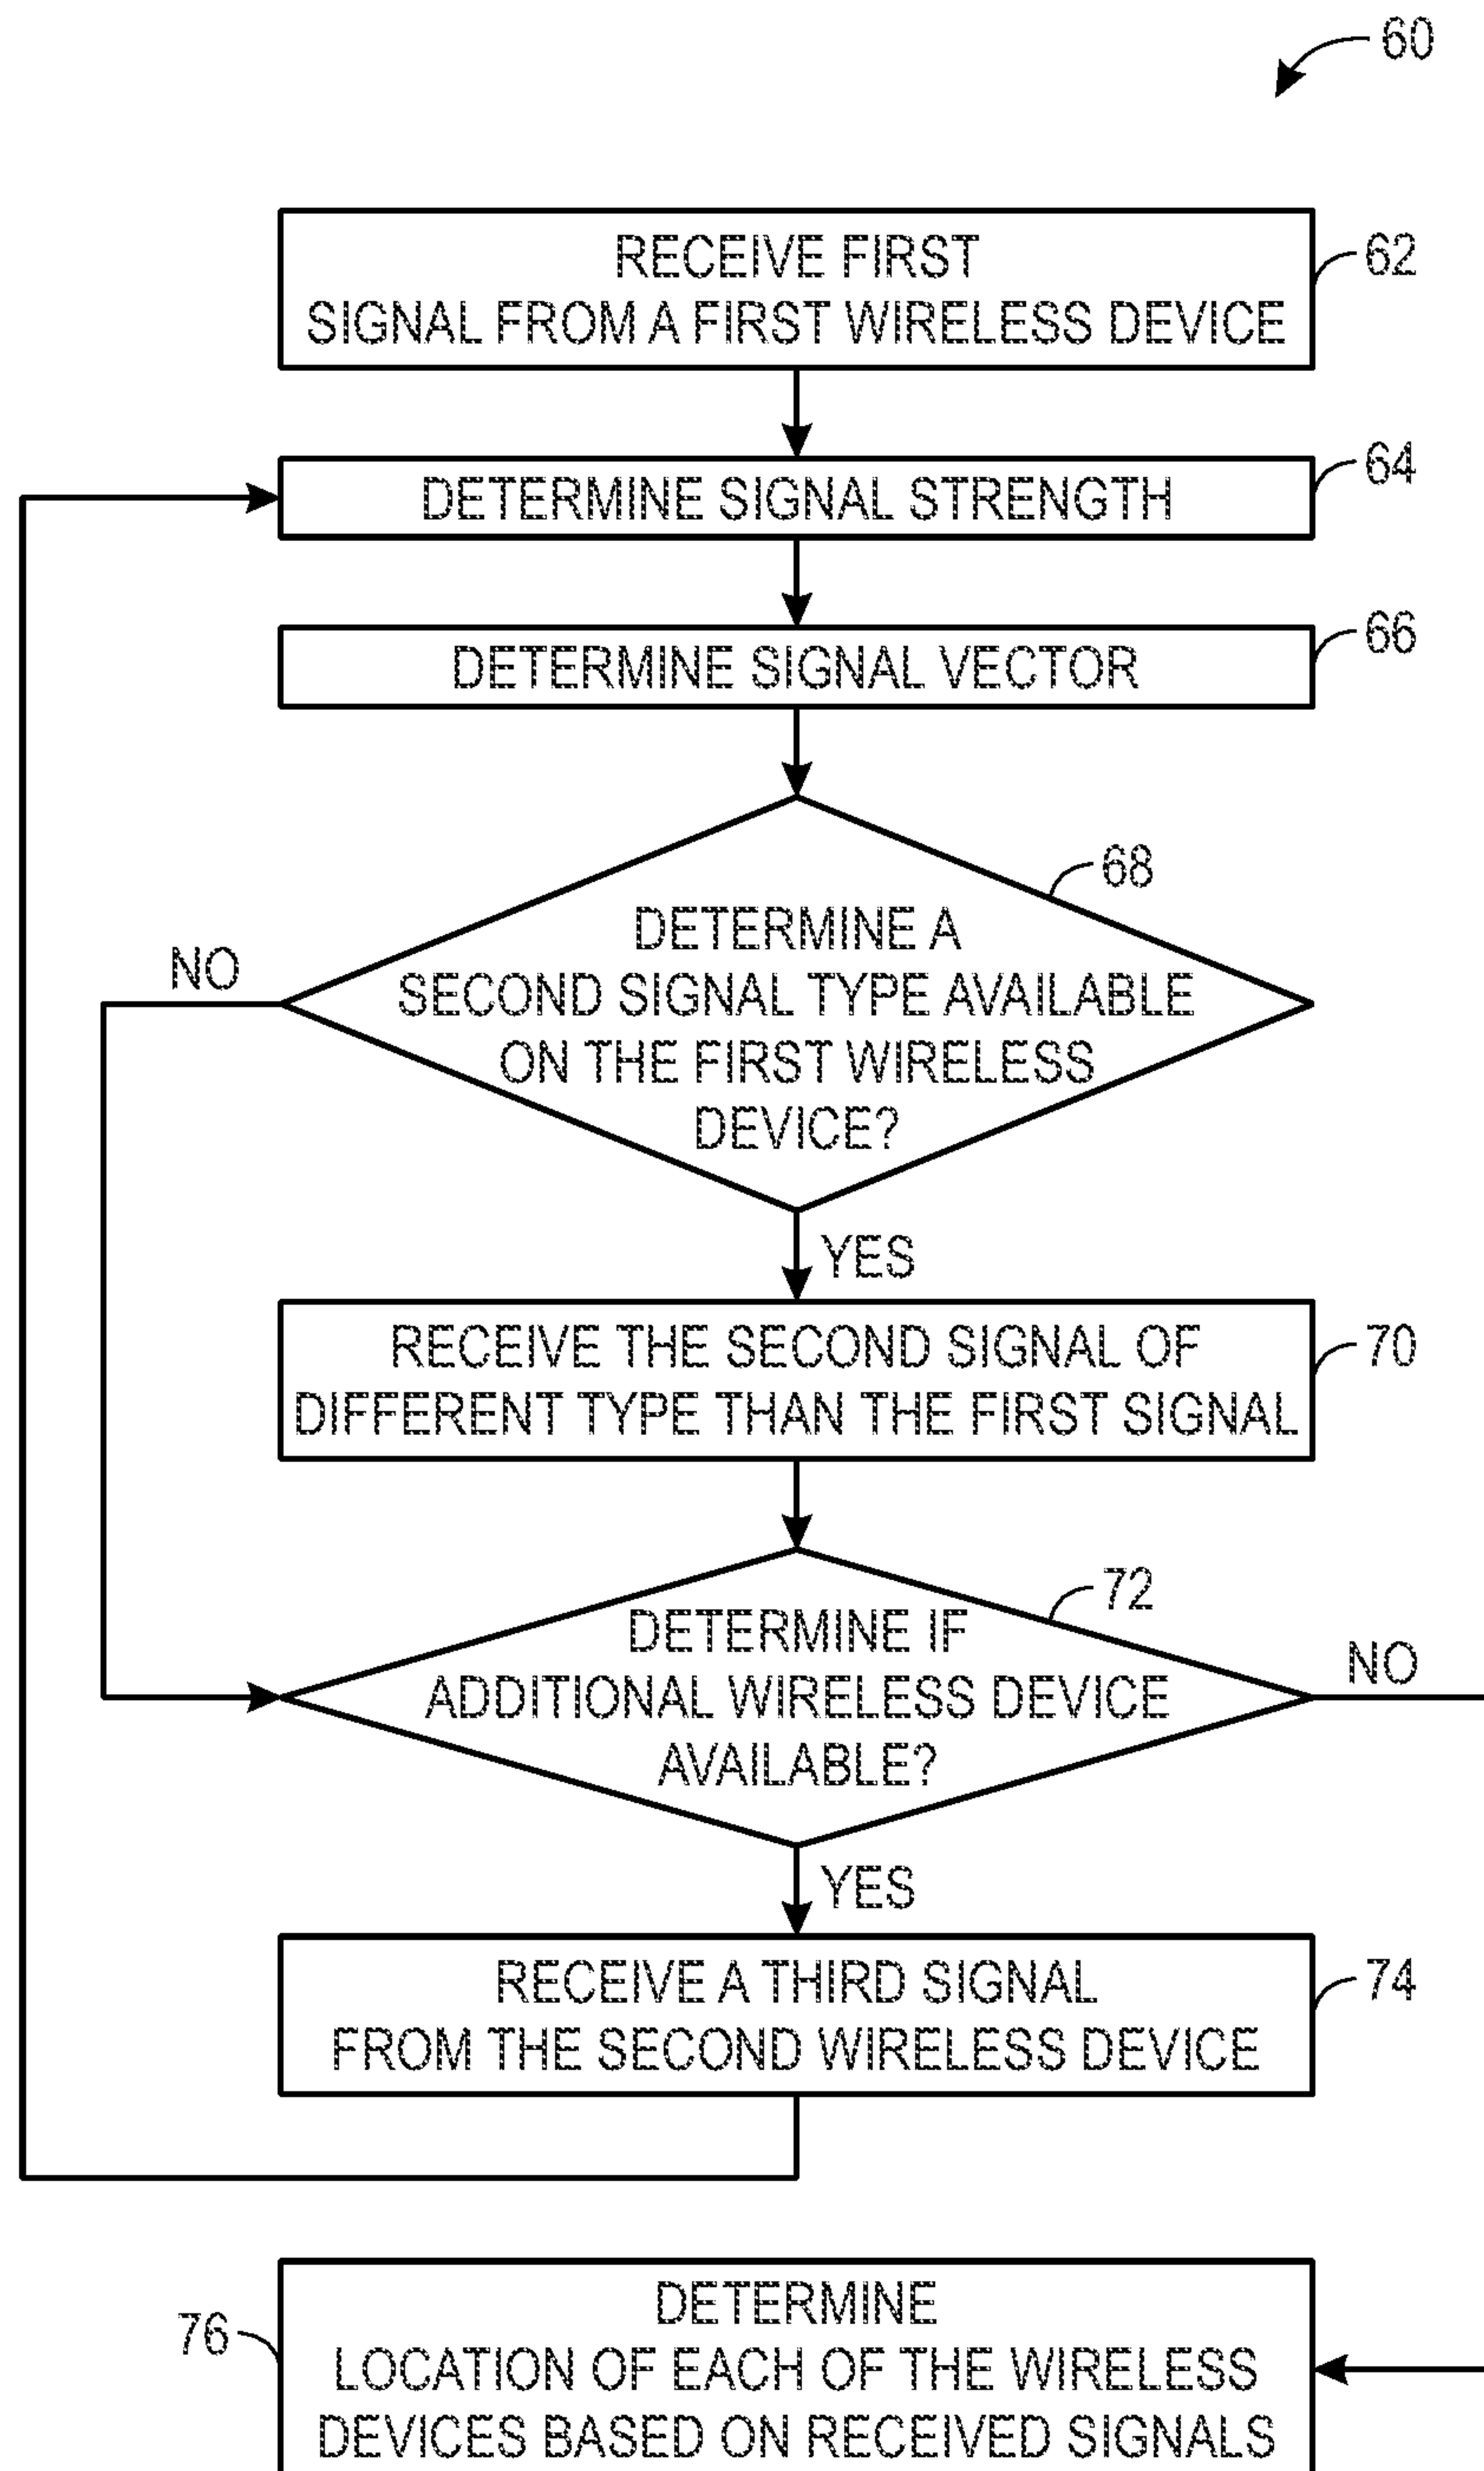 60
RECEIVE FIRST
SIGNAL FROM A FIRST WIRELESS DEVICE
62
DETERMINE SIGNAL STRENGTH
64
DETERMINE SIGNAL VECTOR
66
68
DETERMINE A
SECOND SIGNAL TYPE AVAILABLE
ON THE FIRST WIRELESS
DEVICE?
NO
YES
RECEIVE THE SECOND SIGNAL OF
DIFFERENT TYPE THAN THE FIRST SIGNAL
70
72
DETERMINE IF
ADDITIONAL WIRELESS DEVICE
AVAILABLE?
NO
YES
RECEIVE A THIRD SIGNAL
FROM THE SECOND WIRELESS DEVICE
74
76
DETERMINE
LOCATION OF EACH OF THE WIRELESS
DEVICES BASED ON RECEIVED SIGNALS